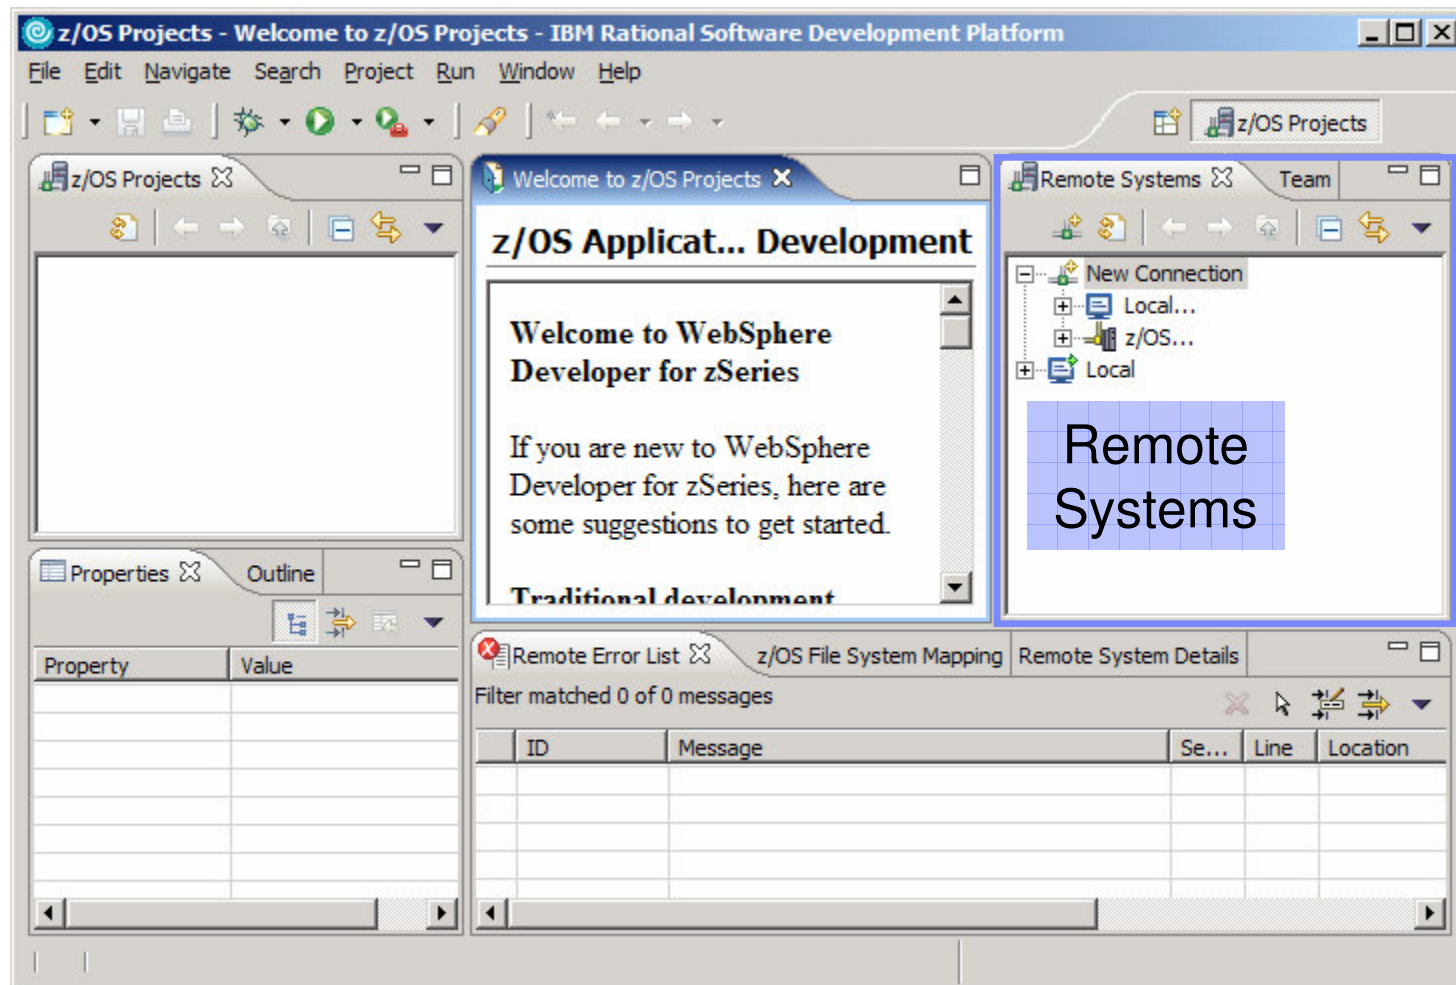 z/OS Projects - Welcome to z/OS Projects - IBM Rational Software Development Platform
File Edit Navigate Search Project Run Window Help
z/OS Projects
z/OS Projects
Welcome to z/OS Projects
z/OS Applicat... Development
Welcome to WebSphere
Developer for zSeries
If you are new to WebSphere
Developer for zSeries, here are
some suggestions to get started.
Traditional development
Remote Systems Team
New Connection
Local...
z/OS...
Local
Remote
Systems
Properties Outline
Property Value
Remote Error List z/OS File System Mapping Remote System Details
Filter matched 0 of 0 messages
ID Message Se... Line Location